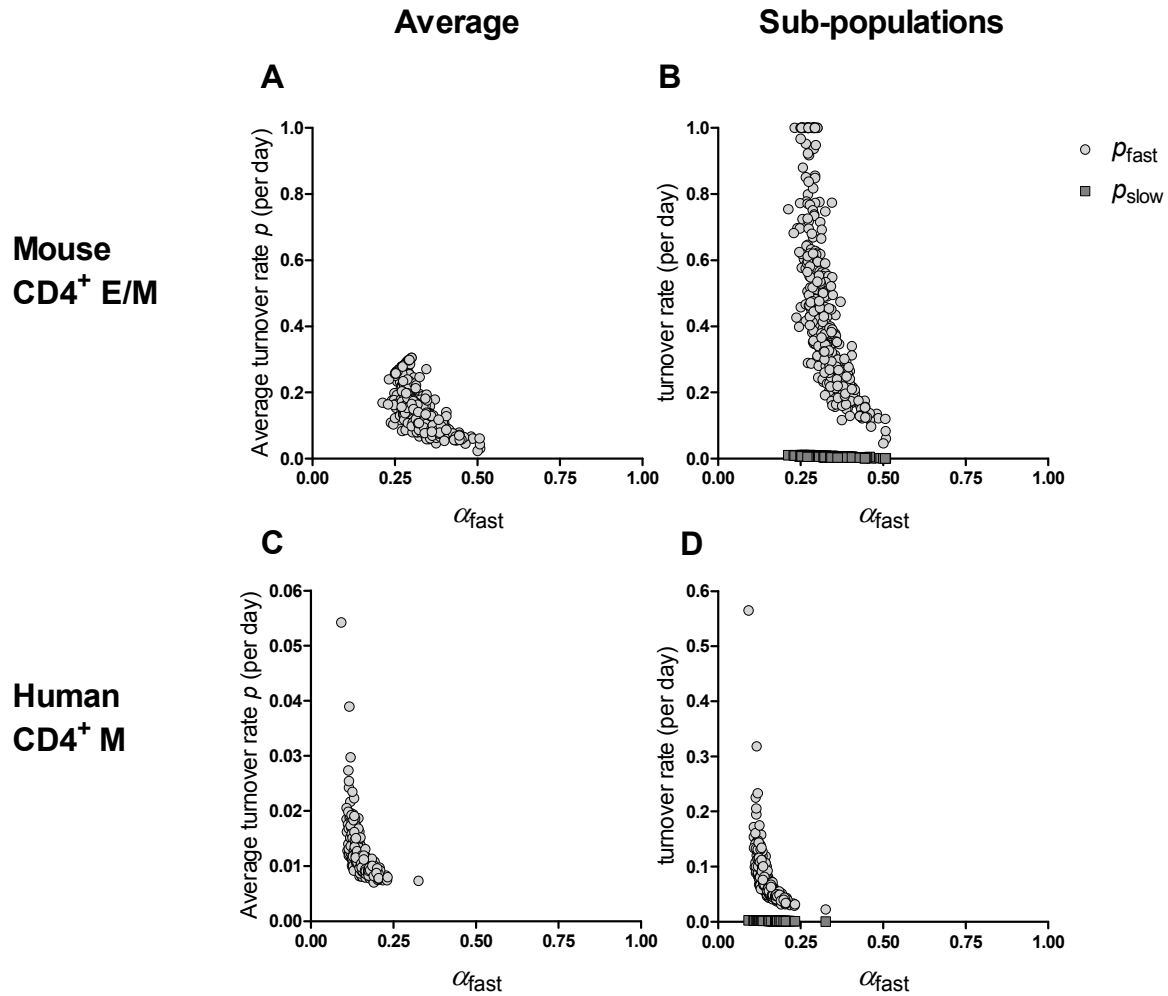 Average
Sub-populations
A
B
Mouse
CD4⁺ E/M
Average turnover rate p (per day)
1.0
0.8
0.6
0.4
0.2
0.0
0.00 0.25 0.50 0.75 1.00
αfast
turnover rate (per day)
1.0
0.8
0.6
0.4
0.2
0.0
0.00 0.25 0.50 0.75 1.00
αfast
pfast
pslow
C
D
Human
CD4⁺ M
Average turnover rate p (per day)
0.06
0.05
0.04
0.03
0.02
0.01
0.00
0.00 0.25 0.50 0.75 1.00
αfast
turnover rate (per day)
0.6
0.5
0.4
0.3
0.2
0.1
0.0
0.00 0.25 0.50 0.75 1.00
αfast